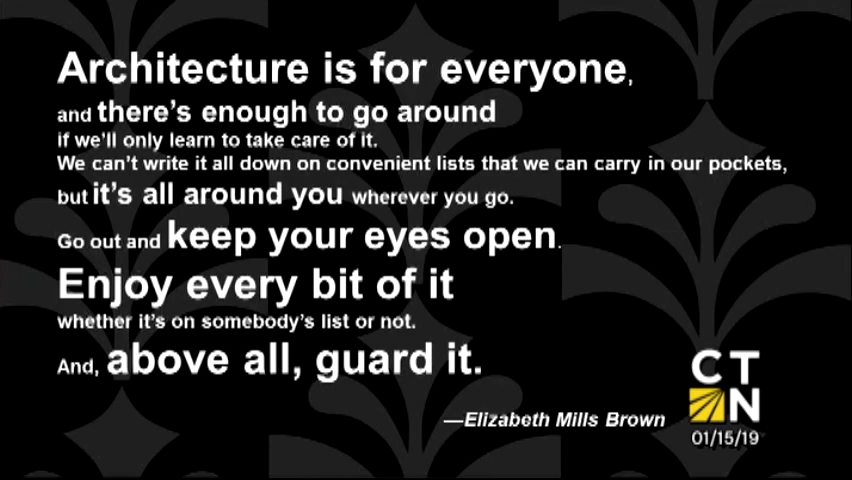 Architecture is for everyone,
and there's enough to go around
if we'll only learn to take care of it.
We can't write it all down on convenient lists that we can carry in our pockets,
but it's all around you wherever you go.
Go out and keep your eyes open.
Enjoy every bit of it
whether it's on somebody's list or not.
And, above all, guard it.
—Elizabeth Mills Brown
CT
N
01/15/19